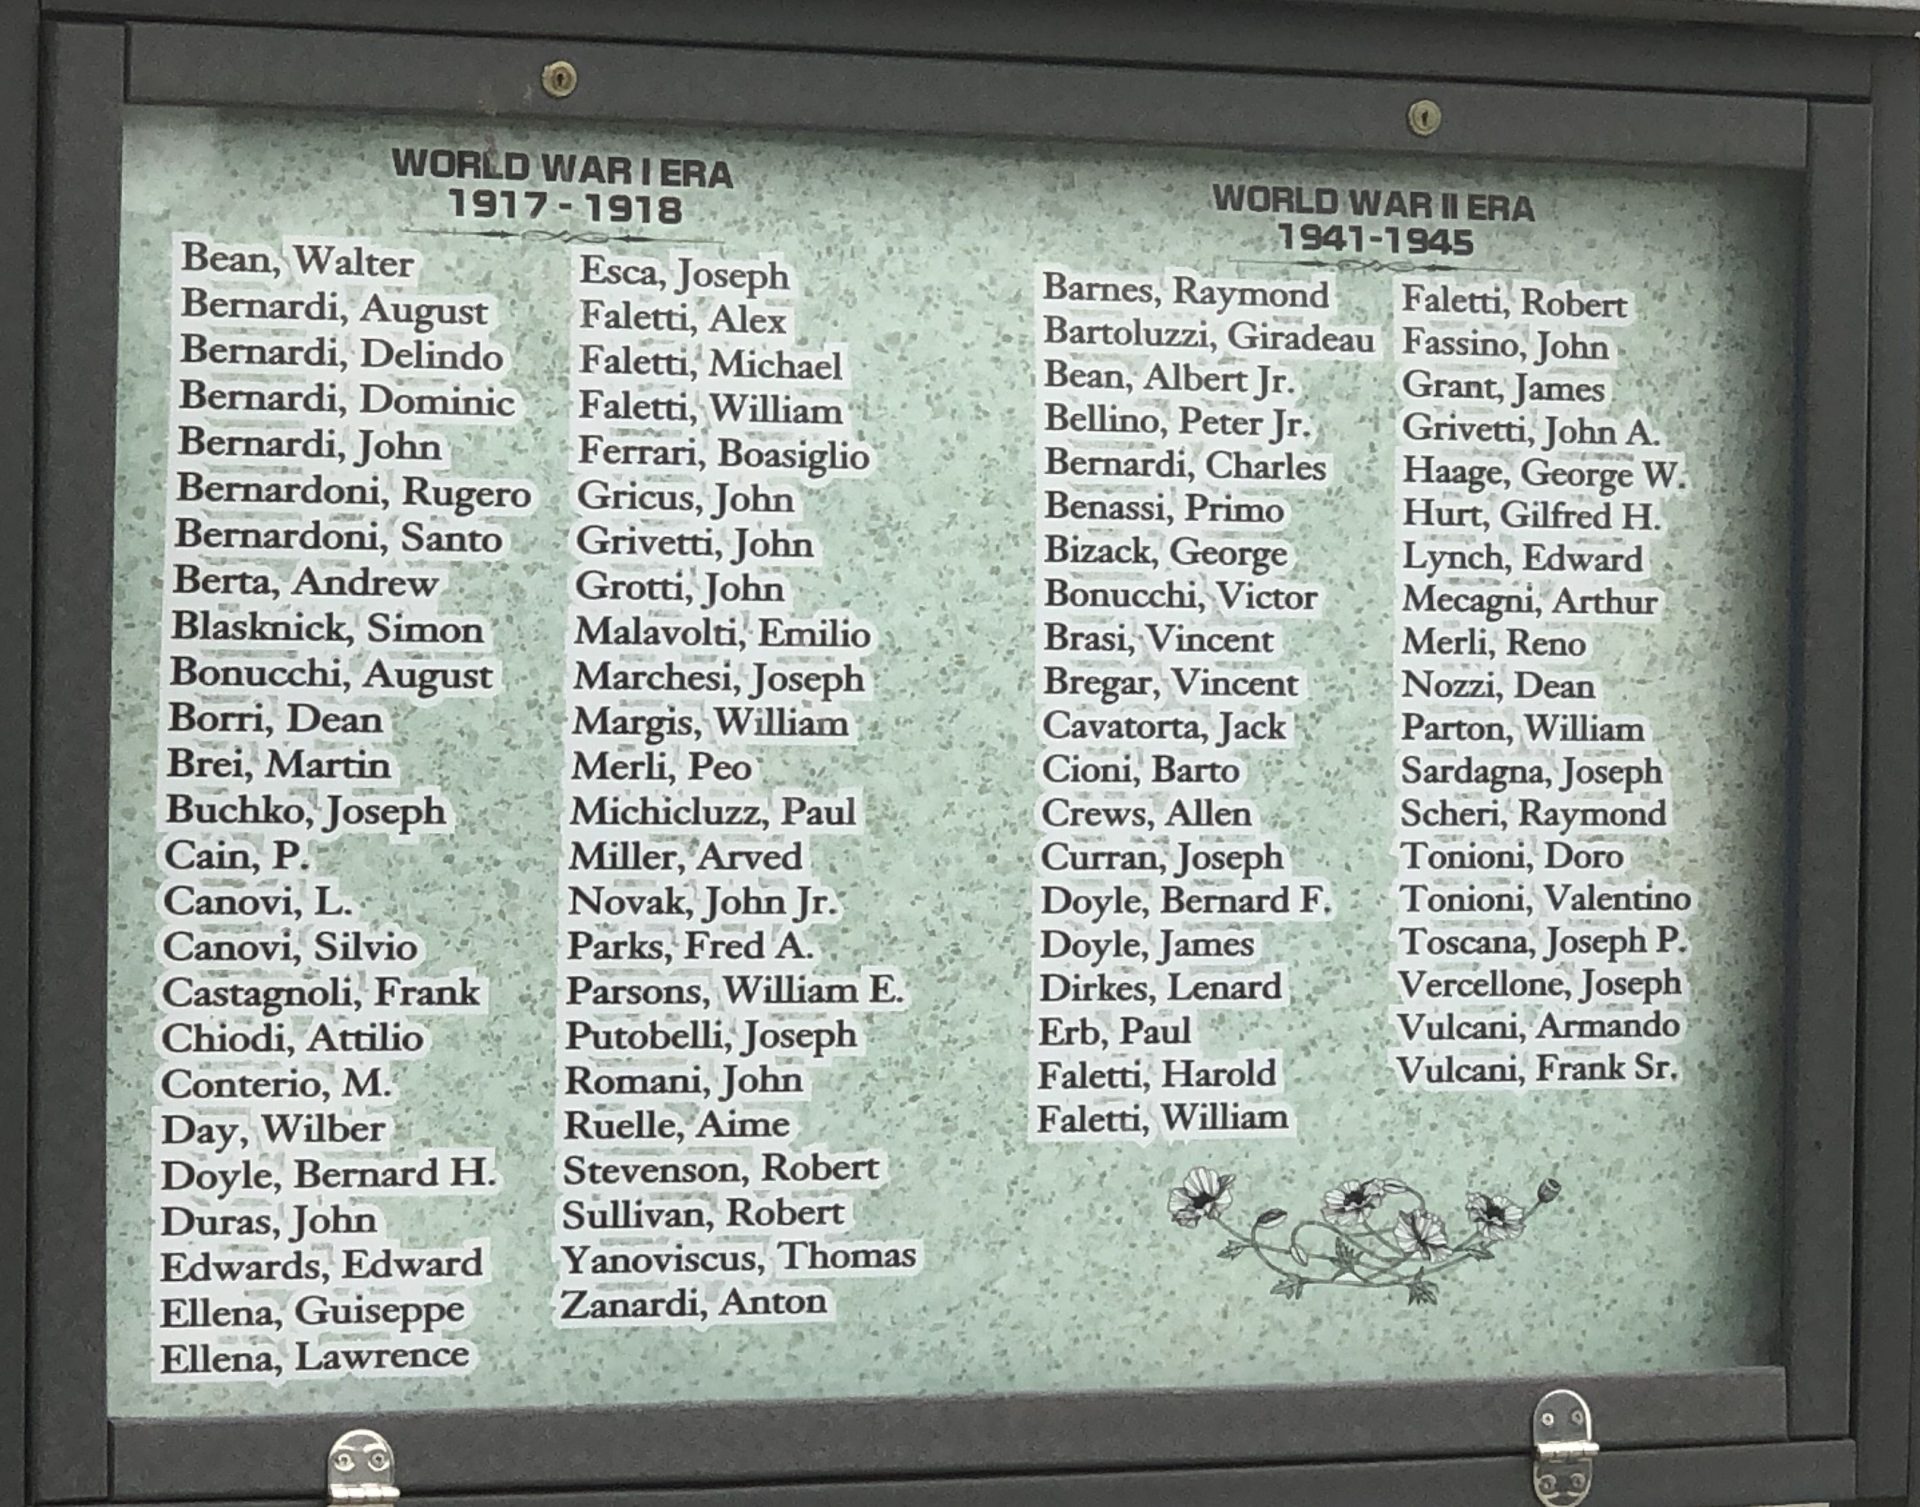 WORLD WAR I ERA
1917 - 1918
Bean, Walter
Bernardi, August
Bernardi, Delindo
Bernardi, Dominic
Bernardi, John
Bernardoni, Rugero
Bernardoni, Santo
Berta, Andrew
Blasknick, Simon
Bonucchi, August
Borri, Dean
Brei, Martin
Buchko, Joseph
Cain, P.
Canovi, L.
Canovi, Silvio
Castagnoli, Frank
Chiodi, Attilio
Conterio, M.
Day, Wilber
Doyle, Bernard H.
Duras, John
Edwards, Edward
Ellena, Guiseppe
Ellena, Lawrence
Esca, Joseph
Faletti, Alex
Faletti, Michael
Faletti, William
Ferrari, Boasiglio
Gricus, John
Grivetti, John
Grotti, John
Malavolti, Emilio
Marchesi, Joseph
Margis, William
Merli, Peo
Michicluzz, Paul
Miller, Arved
Novak, John Jr.
Parks, Fred A.
Parsons, William E.
Putobelli, Joseph
Romani, John
Ruelle, Aime
Stevenson, Robert
Sullivan, Robert
Yanoviscus, Thomas
Zanardi, Anton
WORLD WAR II ERA
1941-1945
Barnes, Raymond
Bartoluzzi, Giradeau
Bean, Albert Jr.
Bellino, Peter Jr.
Bernardi, Charles
Benassi, Primo
Bizack, George
Bonucchi, Victor
Brasi, Vincent
Bregar, Vincent
Cavatorta, Jack
Cioni, Barto
Crews, Allen
Curran, Joseph
Doyle, Bernard F.
Doyle, James
Dirkes, Lenard
Erb, Paul
Faletti, Harold
Faletti, William
Faletti, Robert
Fassino, John
Grant, James
Grivetti, John A.
Haage, George W.
Hurt, Gilfred H.
Lynch, Edward
Mecagni, Arthur
Merli, Reno
Nozzi, Dean
Parton, William
Sardagna, Joseph
Scheri, Raymond
Tonioni, Doro
Tonioni, Valentino
Toscana, Joseph P.
Vercellone, Joseph
Vulcani, Armando
Vulcani, Frank Sr.